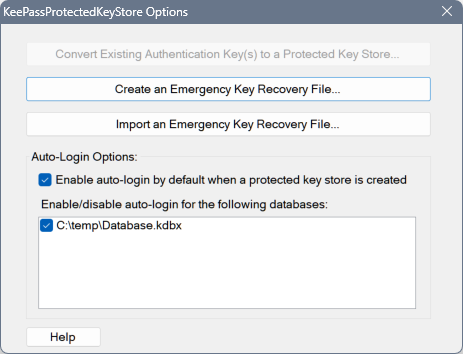 KeePassProtectedKeyStore Options
Convert Existing Authentication Key(s) to a Protected Key Store...
Create an Emergency Key Recovery File...
Import an Emergency Key Recovery File...
Auto-Login Options:
Enable auto-login by default when a protected key store is created
Enable/disable auto-login for the following databases:
C:\temp\Database.kdbx
Help